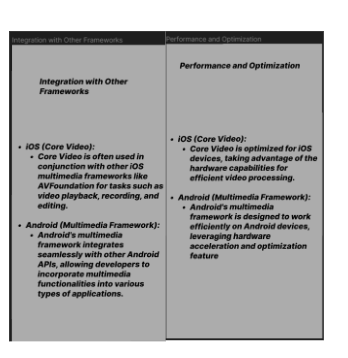 Integration with Other Frameworks
Integration with Other
Frameworks
• iOS (Core Video):
• Core Video is often used in
conjunction with other iOS
multimedia frameworks like
AVFoundation for tasks such as
video playback, recording, and
editing.
• Android (Multimedia Framework):
• Android's multimedia
framework integrates
seamlessly with other Android
APIs, allowing developers to
incorporate multimedia
functionalities into various
types of applications.
Performance and Optimization
Performance and Optimization
• iOS (Core Video):
• Core Video is optimized for iOS
devices, taking advantage of the
hardware capabilities for
efficient video processing.
• Android (Multimedia Framework):
• Android's multimedia
framework is designed to work
efficiently on Android devices,
leveraging hardware
acceleration and optimization
feature